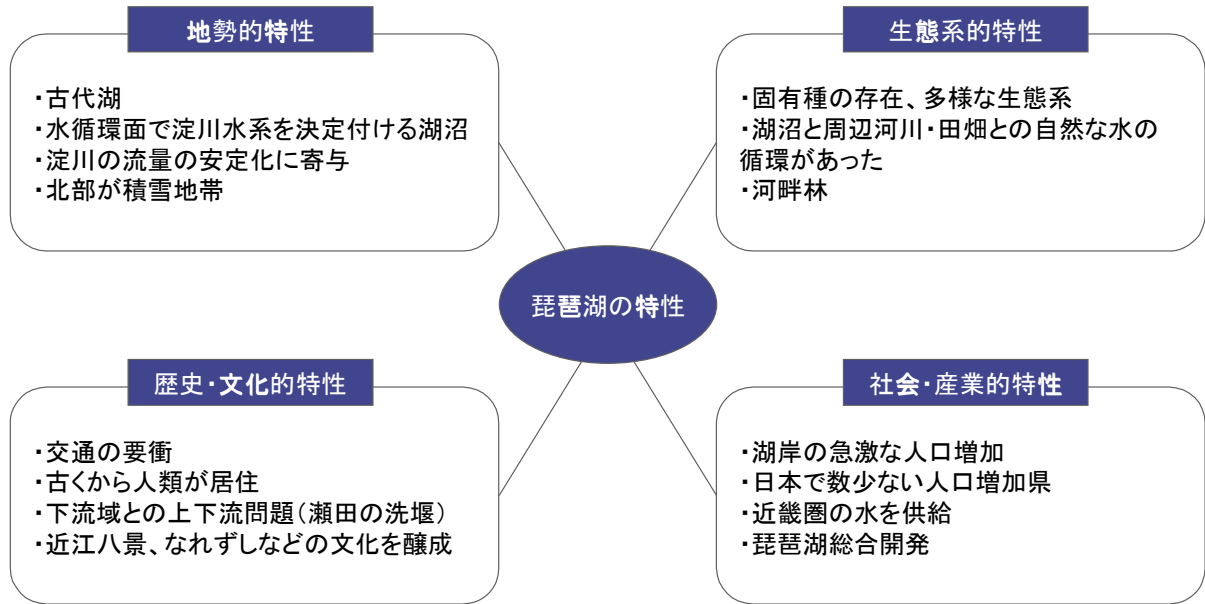 地勢的特性
・古代湖
・水循環面で淀川水系を決定付ける湖沼
・淀川の流量の安定化に寄与
・北部が積雪地帯
生態系的特性
・固有種の存在、多様な生態系
・湖沼と周辺河川・田畑との自然な水の
循環があった
・河畔林
琵琶湖の特性
歴史・文化的特性
・交通の要衝
・古くから人類が居住
・下流域との上下流問題（瀬田の洗堰）
・近江八景、なれずしなどの文化を醸成
社会・産業的特性
・湖岸の急激な人口増加
・日本で数少ない人口増加県
・近畿圏の水を供給
・琵琶湖総合開発